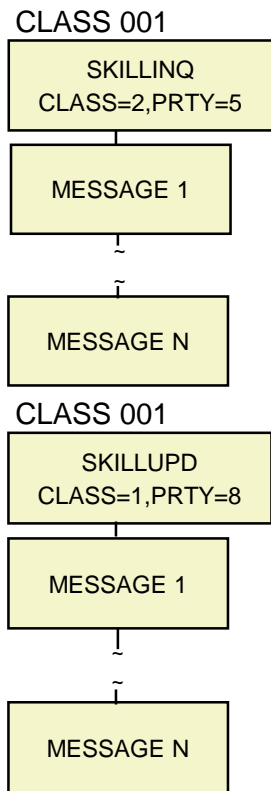 CLASS 001
SKILLINQ
CLASS=2,PRTY=5
MESSAGE 1
~
~
MESSAGE N
CLASS 001
SKILLUPD
CLASS=1,PRTY=8
MESSAGE 1
~
~
MESSAGE N